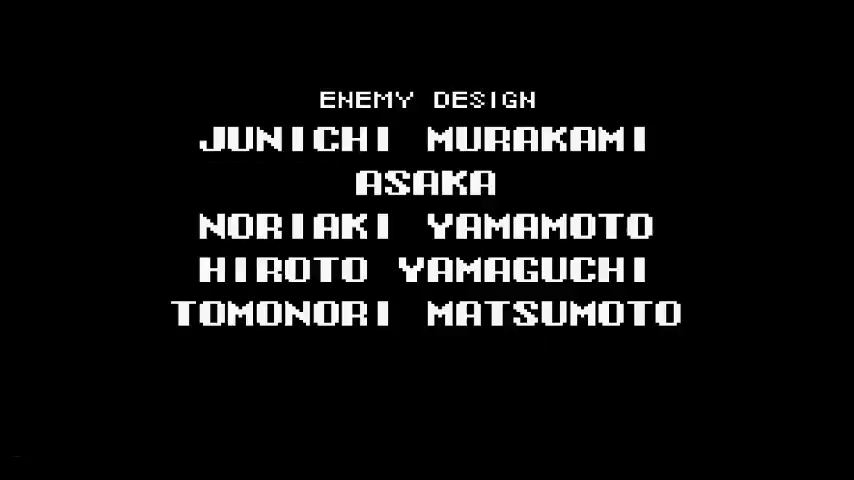 ENEMY DESIGN
JUNICHI MURAKAMI
ASAKA
NORIAKI YAMAMOTO
HIROTO YAMAGUCHI
TOMONORI MATSUMOTO